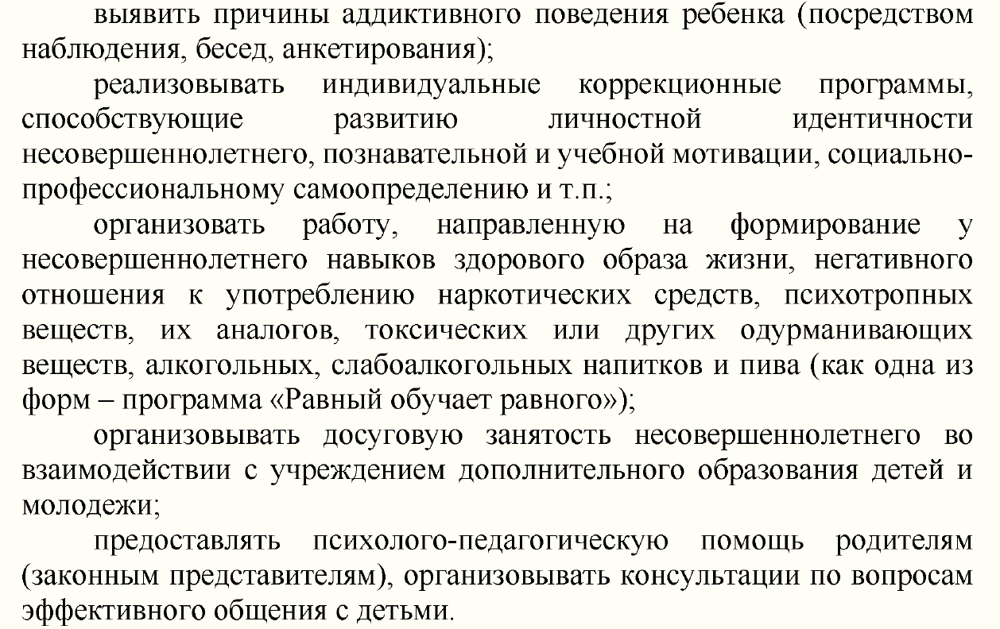 выявить причины аддиктивного поведения ребенка (посредством
наблюдения, бесед, анкетирования);
реализовывать индивидуальные коррекционные программы,
способствующие развитию личностной идентичности
несовершеннолетнего, познавательной и учебной мотивации, социально-
профессиональному самоопределению и т.п.;
организовать работу, направленную на формирование у
несовершеннолетнего навыков здорового образа жизни, негативного
отношения к употреблению наркотических средств, психотропных
веществ, их аналогов, токсических или других одурманивающих
веществ, алкогольных, слабоалкогольных напитков и пива (как одна из
форм – программа «Равный обучает равного»);
организовывать досуговую занятость несовершеннолетнего во
взаимодействии с учреждением дополнительного образования детей и
молодежи;
предоставлять психолого-педагогическую помощь родителям
(законным представителям), организовывать консультации по вопросам
эффективного общения с детьми.